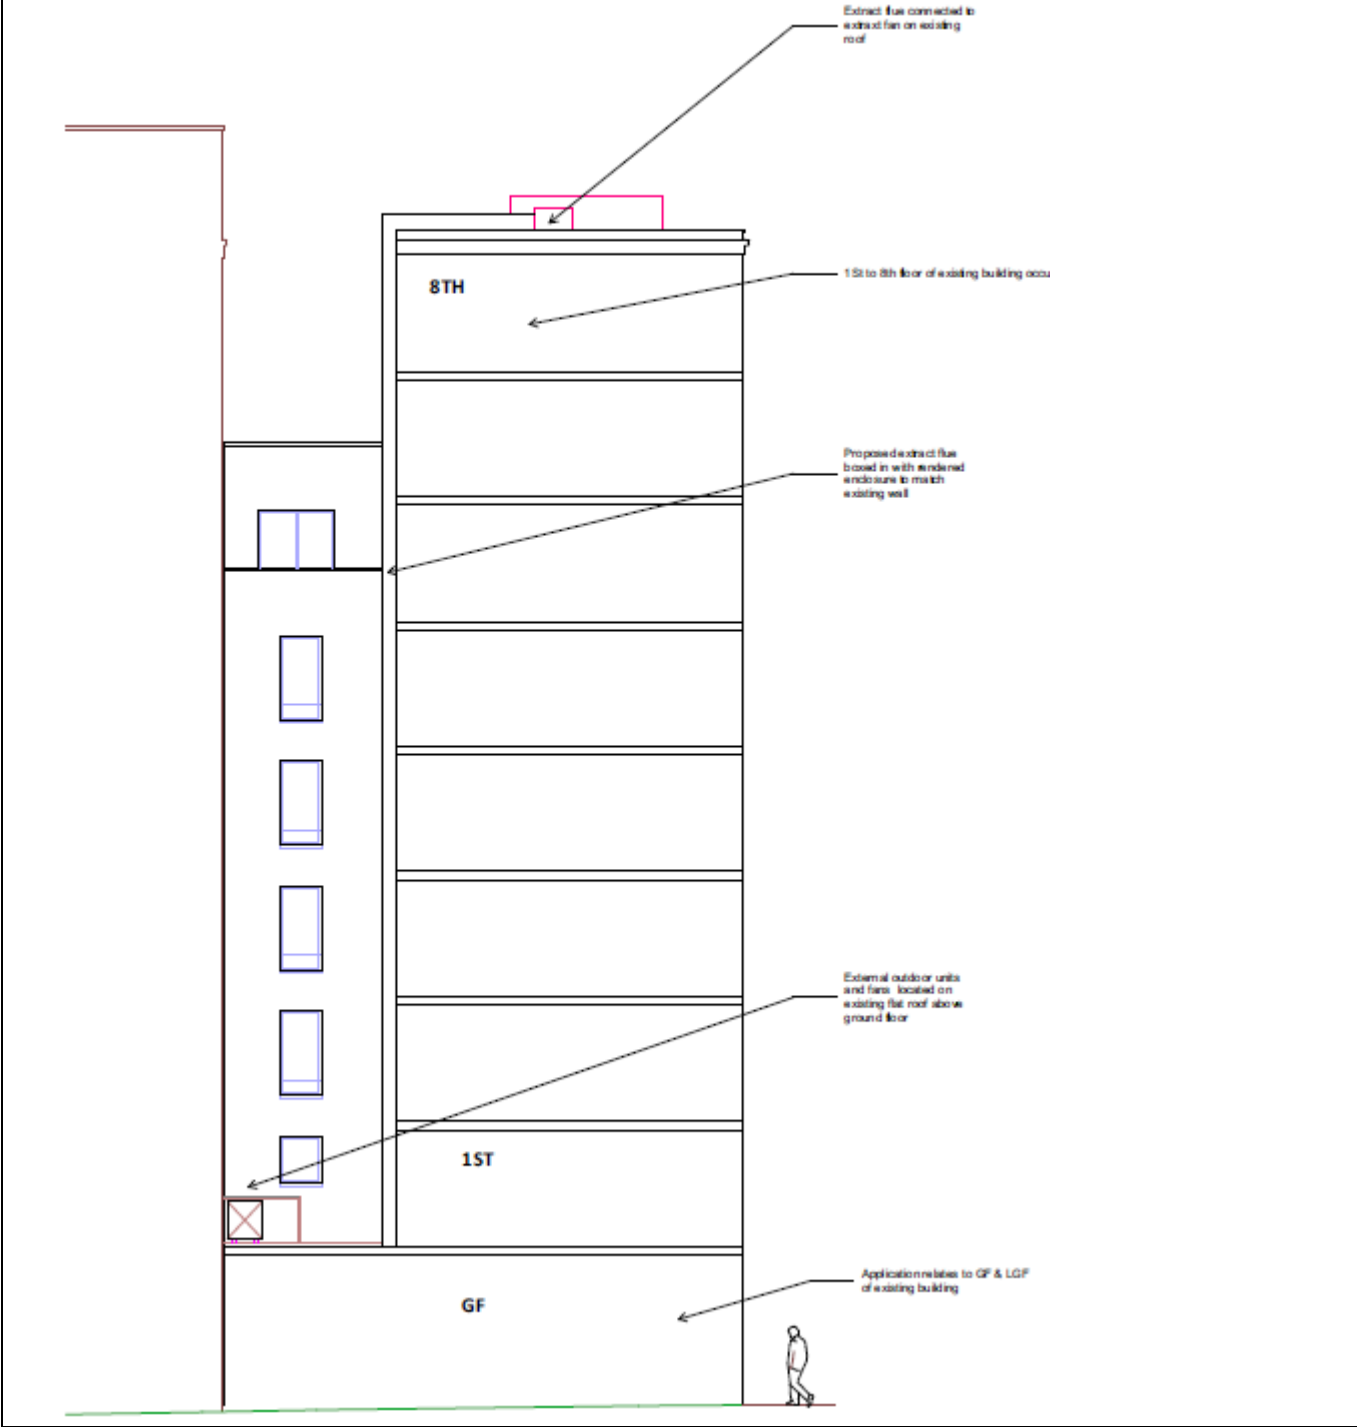 Extract flue connected to
extraxt fan on existing
roof
8TH
1St to 8th floor of existing building occu
Proposed extract flue
boxed in with rendered
enclosure to match
existing wall
External outdoor units
and fans located on
existing flat roof above
ground floor
1ST
Application relates to GF & LGF
of existing building
GF